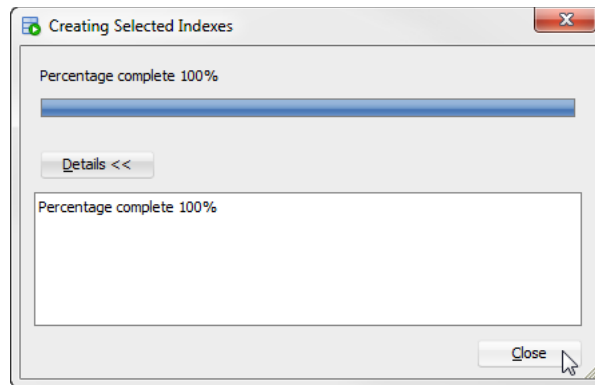 Creating Selected Indexes
Percentage complete 100%
Details <<
Percentage complete 100%
Close